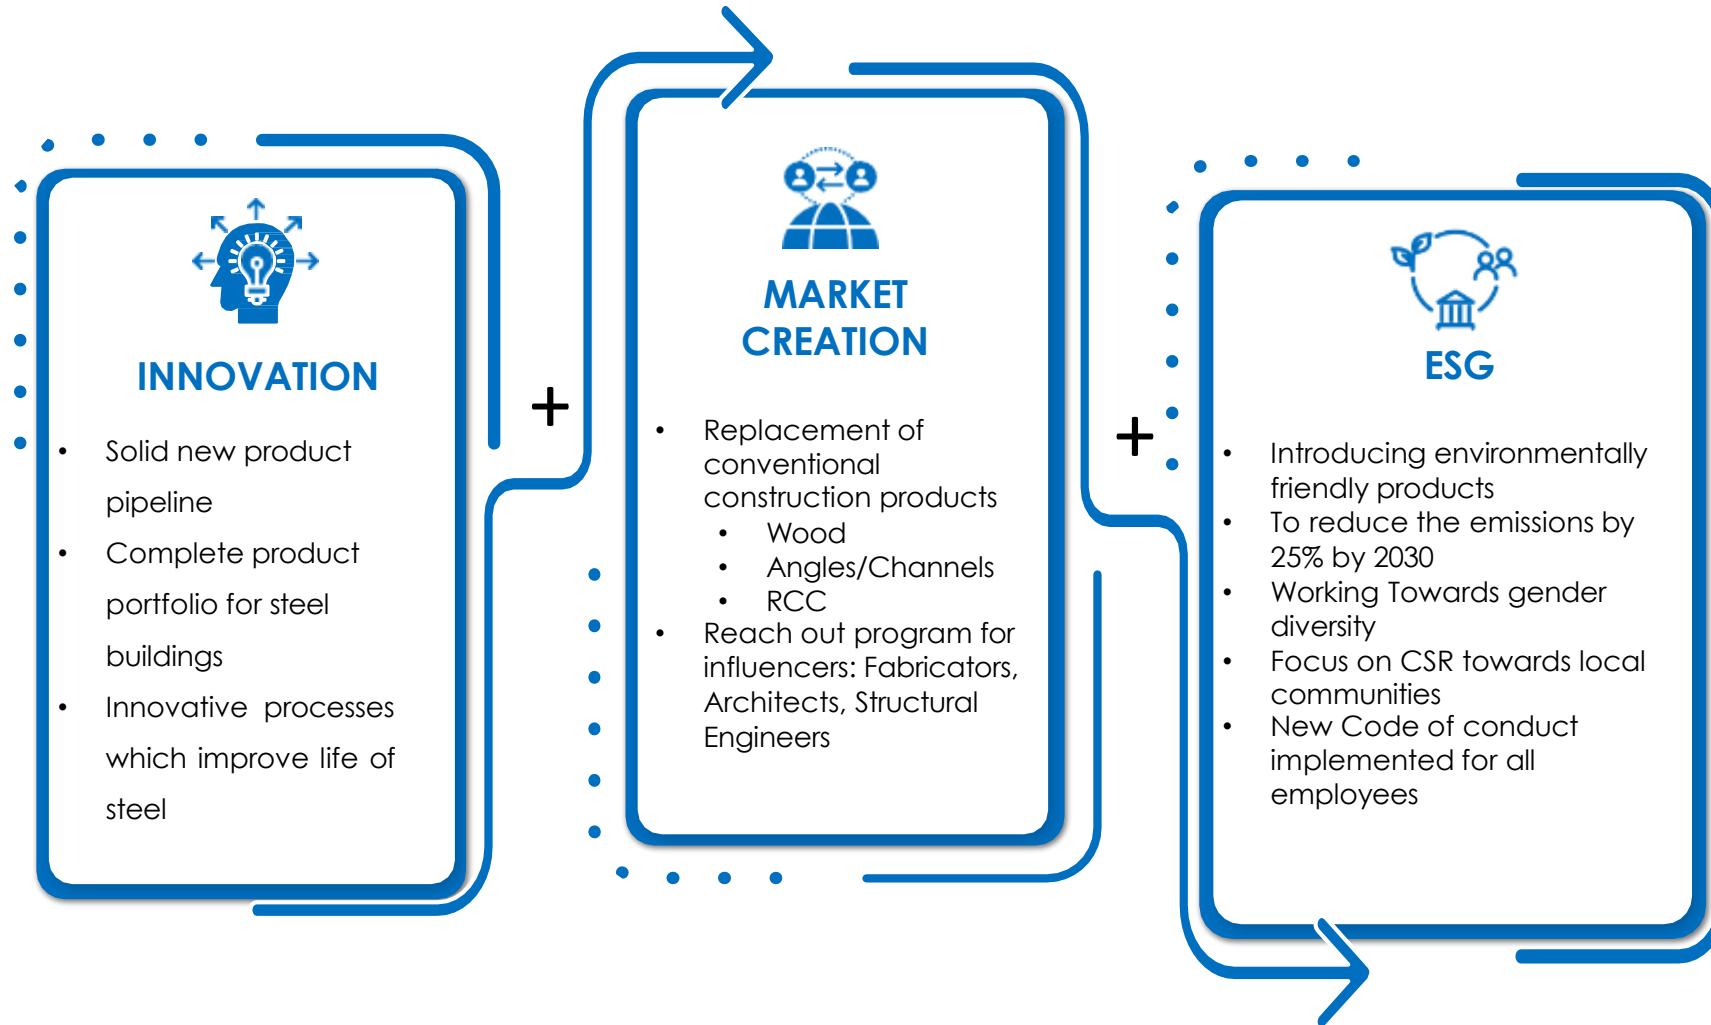 INNOVATION
• Solid new product
pipeline
• Complete product
portfolio for steel
buildings
• Innovative processes
which improve life of
steel
+
MARKET
CREATION
• Replacement of
conventional
construction products
• Wood
• Angles/Channels
• RCC
• Reach out program for
influencers: Fabricators,
Architects, Structural
Engineers
+
ESG
• Introducing environmentally
friendly products
• To reduce the emissions by
25% by 2030
• Working Towards gender
diversity
• Focus on CSR towards local
communities
• New Code of conduct
implemented for all
employees